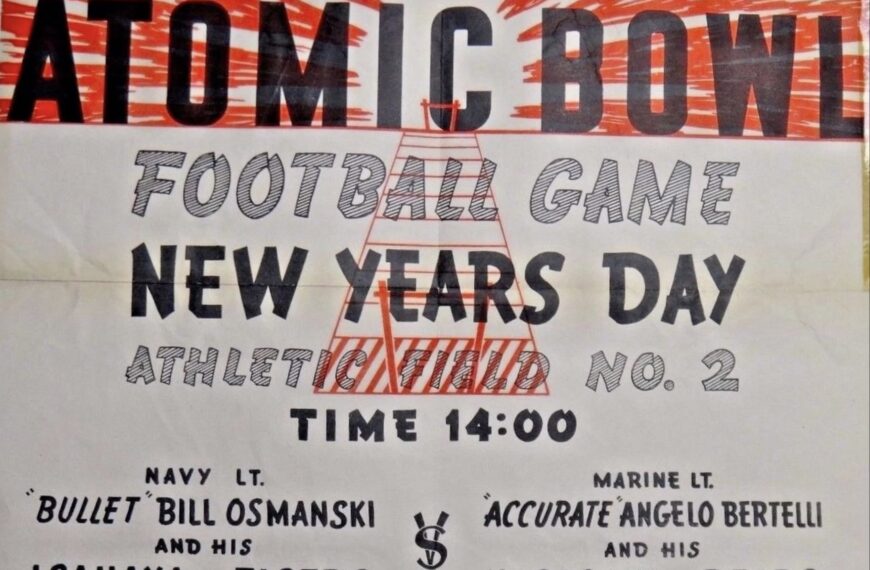 ATOMIC BOWL
FOOTBALL GAME
NEW YEARS DAY
ATHLETIC FIELD NO. 2
TIME 14:00
NAVY LT.
"BULLET" BILL OSMANSKI
AND HIS
VS
MARINE LT.
"ACCURATE" ANGELO BERTELLI
AND HIS